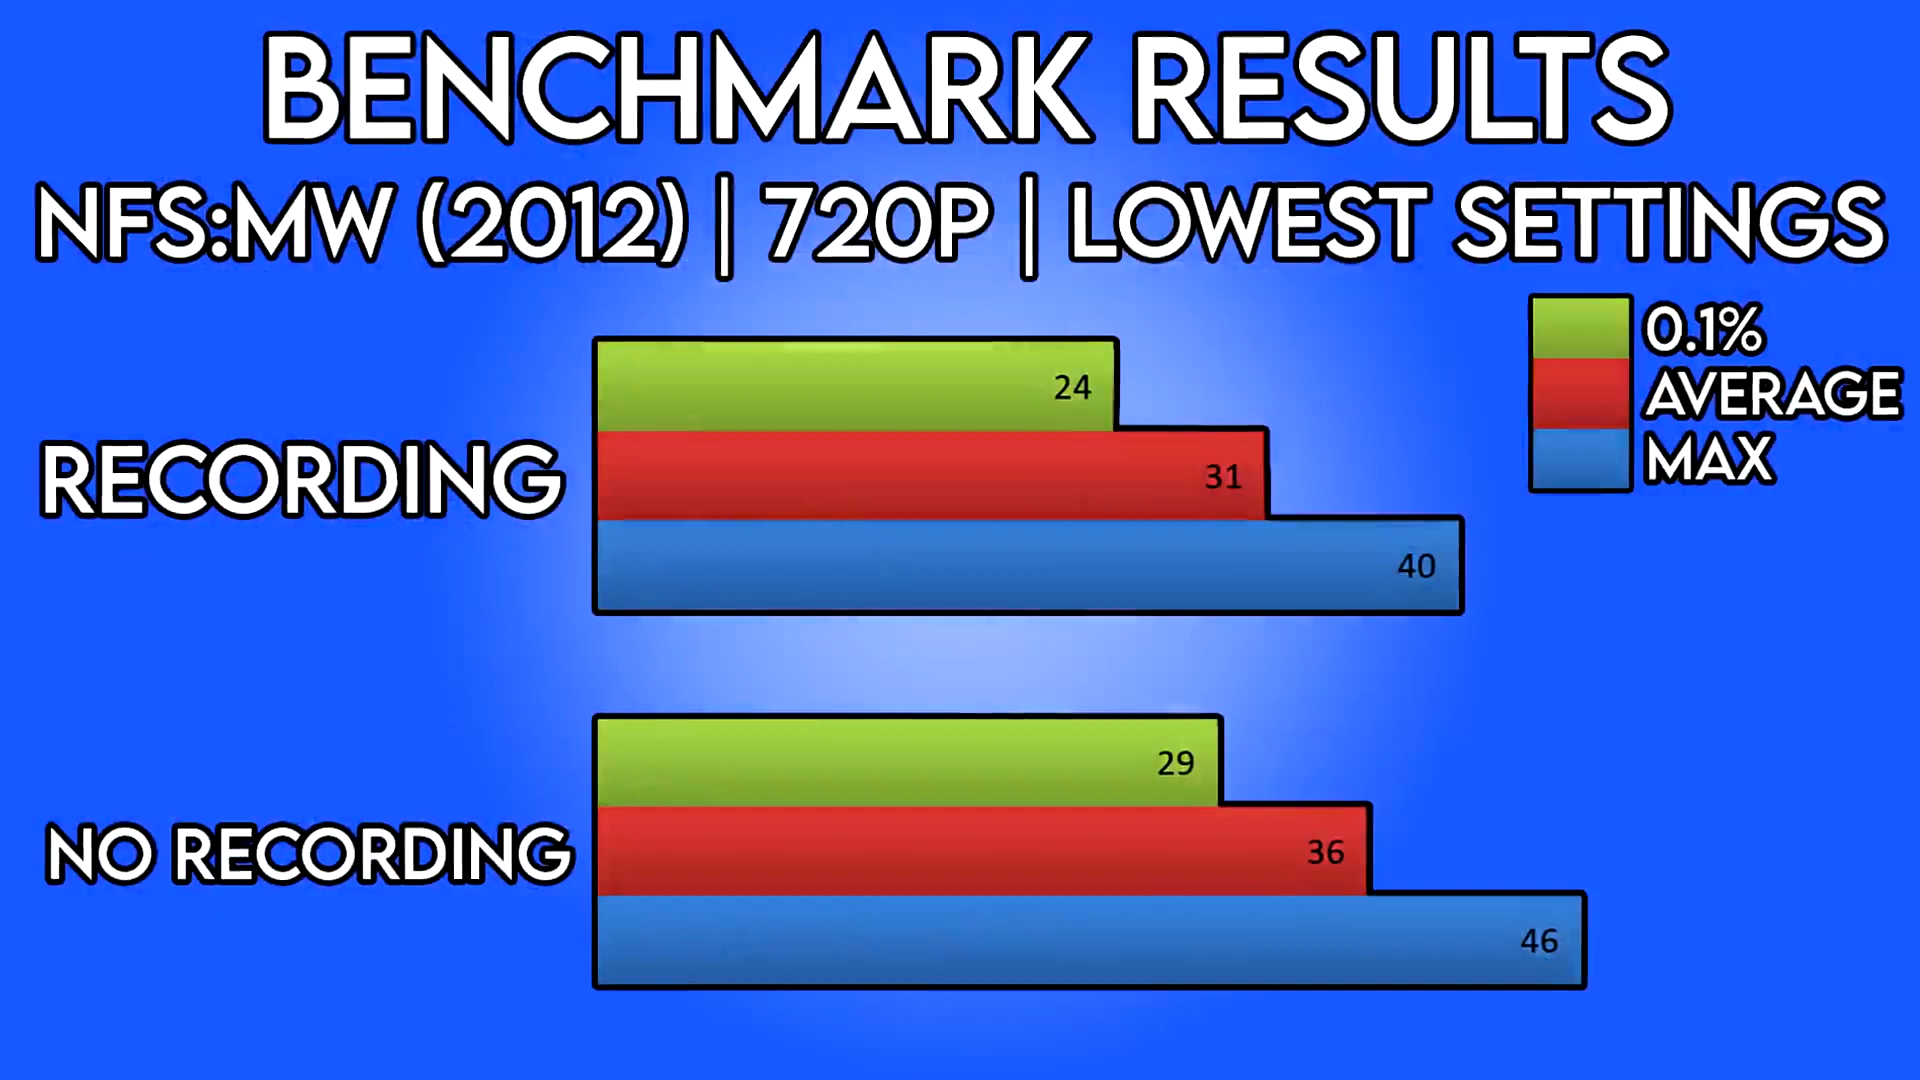 BENCHMARK RESULTS
NFS:MW (2012) | 720P | LOWEST SETTINGS
0.1%
AVERAGE
MAX
RECORDING
24
31
40
NO RECORDING
29
36
46